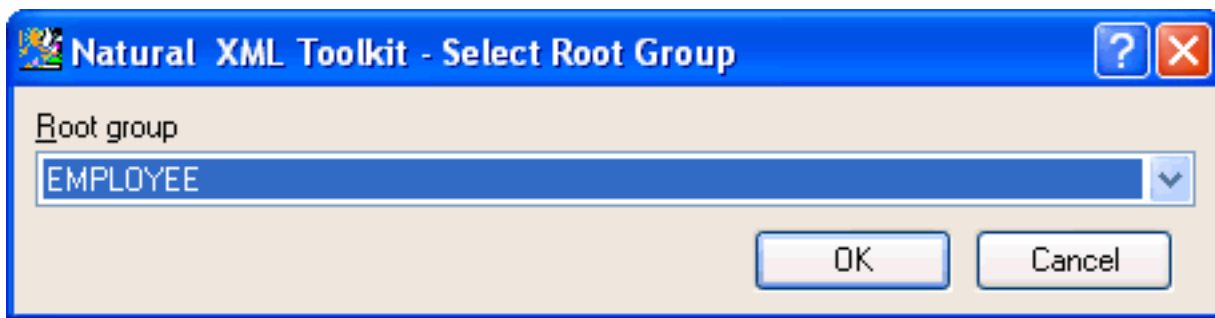 Natural  XML Toolkit - Select Root Group
?
Root group
EMPLOYEE
OK
Cancel